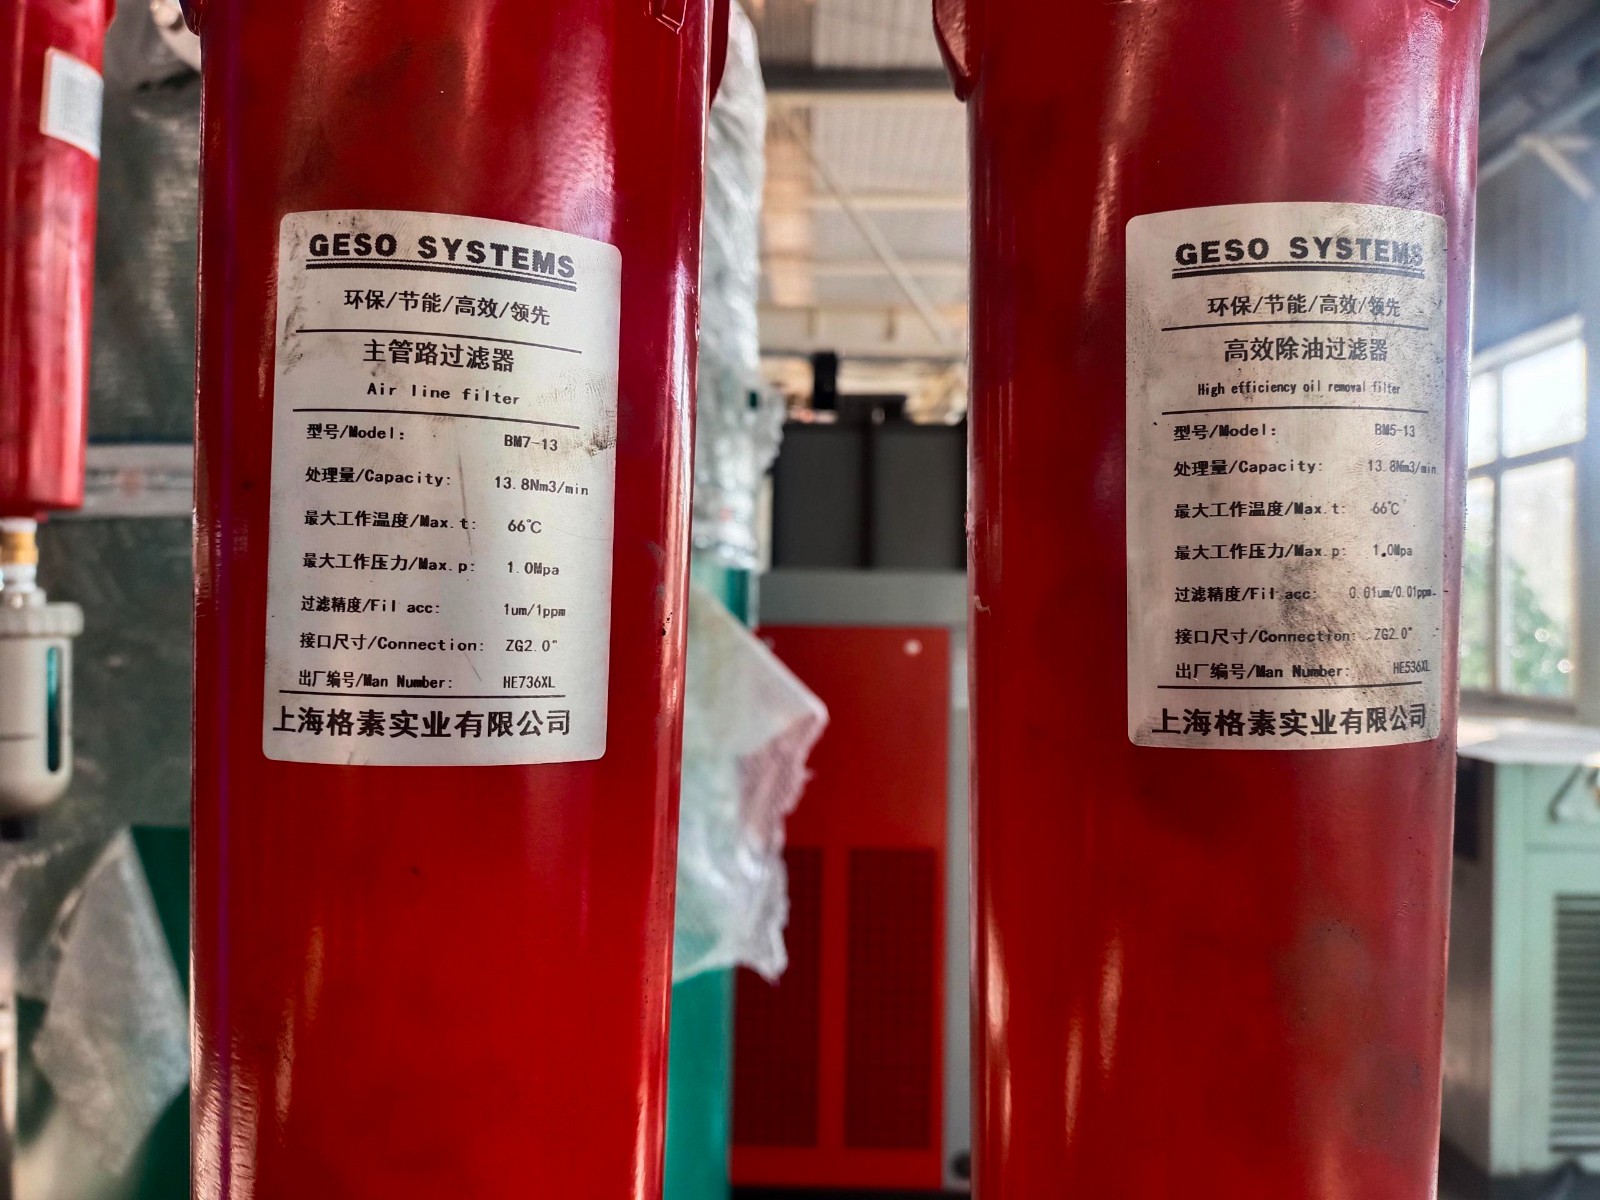 GESO SYSTEMS
环保/节能/高效/领先
主管路过滤器
Air line filter
型号/Model: BM7-13
处理量/Capacity: 13.8Nm3/min
最大工作温度/Max.t: 66℃
最大工作压力/Max.p: 1.0Mpa
过滤精度/Fil acc: 1um/1ppm
接口尺寸/Connection: ZG2.0"
出厂编号/Man Number: HE736XL
上海格素实业有限公司
GESO SYSTEMS
环保/节能/高效/领先
高效除油过滤器
High efficiency oil removal filter
型号/Model: BM5-13
处理量/Capacity: 13.8Nm3/min
最大工作温度/Max.t: 66℃
最大工作压力/Max.p: 1.0Mpa
过滤精度/Fil acc: 0.01um/0.01ppm
接口尺寸/Connection: ZG2.0"
出厂编号/Man Number: HE536XL
上海格素实业有限公司